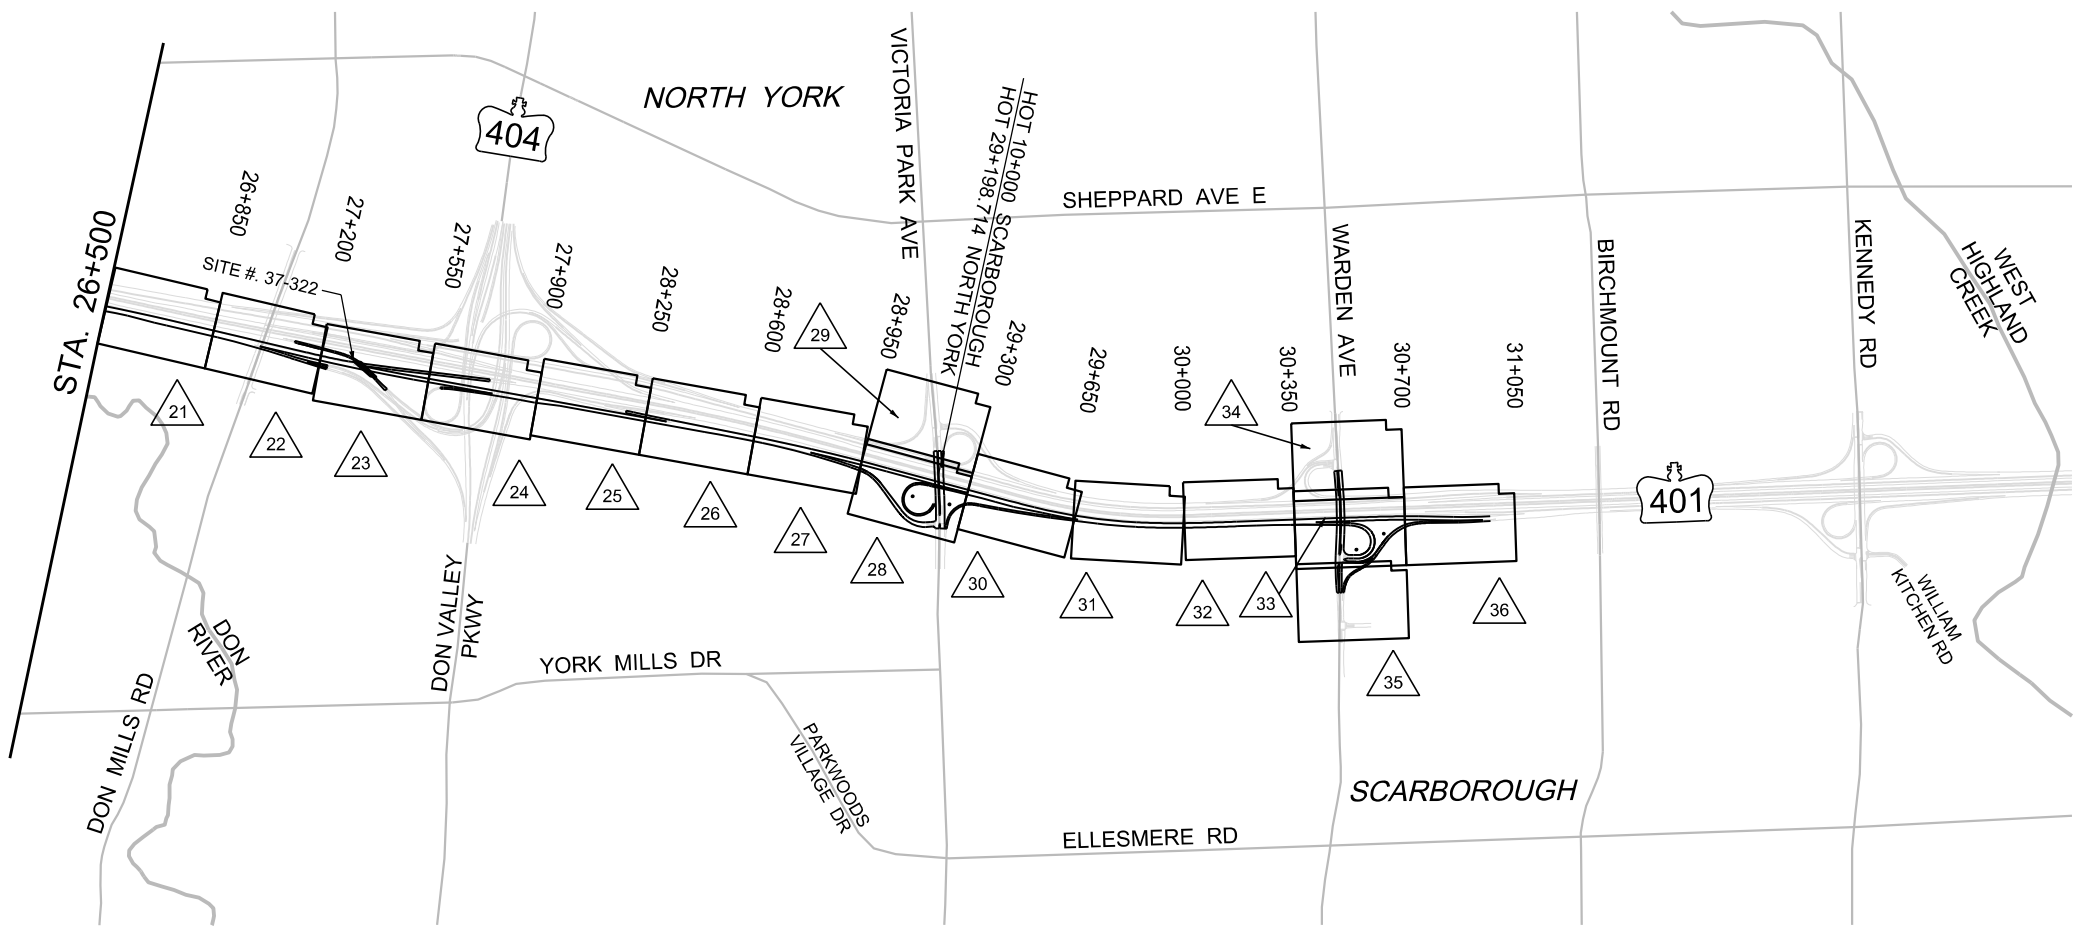 NORTH YORK
404
VICTORIA PARK AVE
HOT 10+000 SCARBOROUGH
HOT 29+198.714 NORTH YORK
SHEPPARD AVE E
STA. 26+500
26+850
27+200
27+550
27+900
28+250
28+600
28+950
29+300
29+650
30+000
30+350
30+700
31+050
SITE #. 37-322
WARDEN AVE
BIRCHMOUNT RD
KENNEDY RD
WEST
HIGHLAND
CREEK
29
34
401
21
22
23
24
25
26
27
28
30
31
32
33
36
35
WILLIAM
KITCHEN RD
DON
RIVER
DON MILLS RD
DON VALLEY
PKWY
YORK MILLS DR
PARKWOODS
VILLAGE DR
SCARBOROUGH
ELLESMERE RD